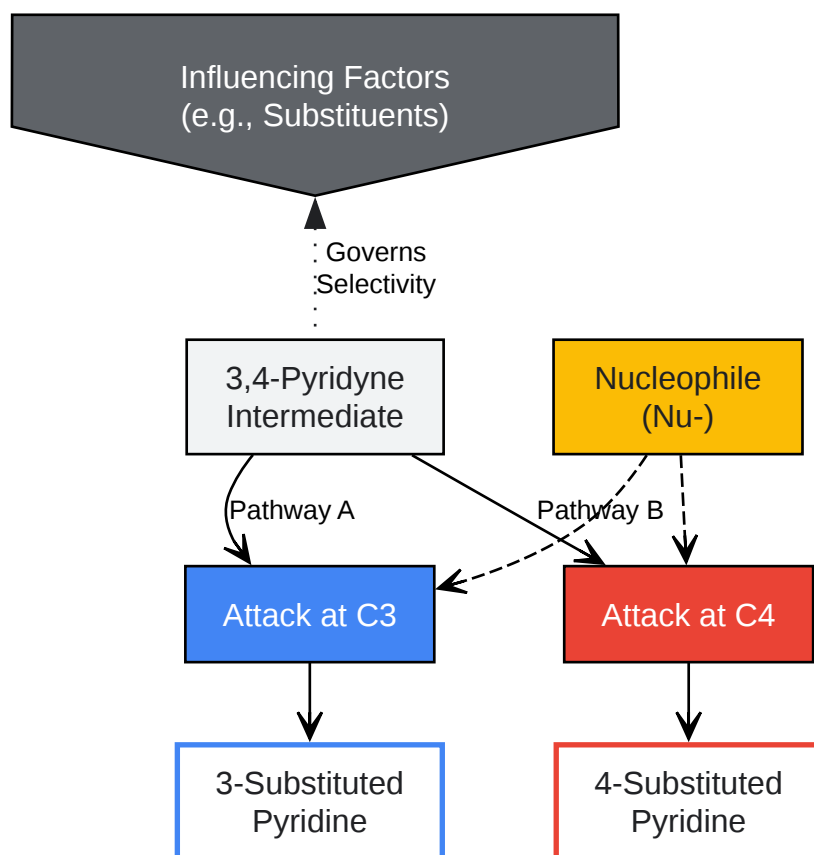 Influencing Factors
(e.g., Substituents)
Governs
Selectivity
3,4-Pyridyne
Intermediate
Nucleophile
(Nu-)
Pathway A
Pathway B
Attack at C3
Attack at C4
3-Substituted
Pyridine
4-Substituted
Pyridine